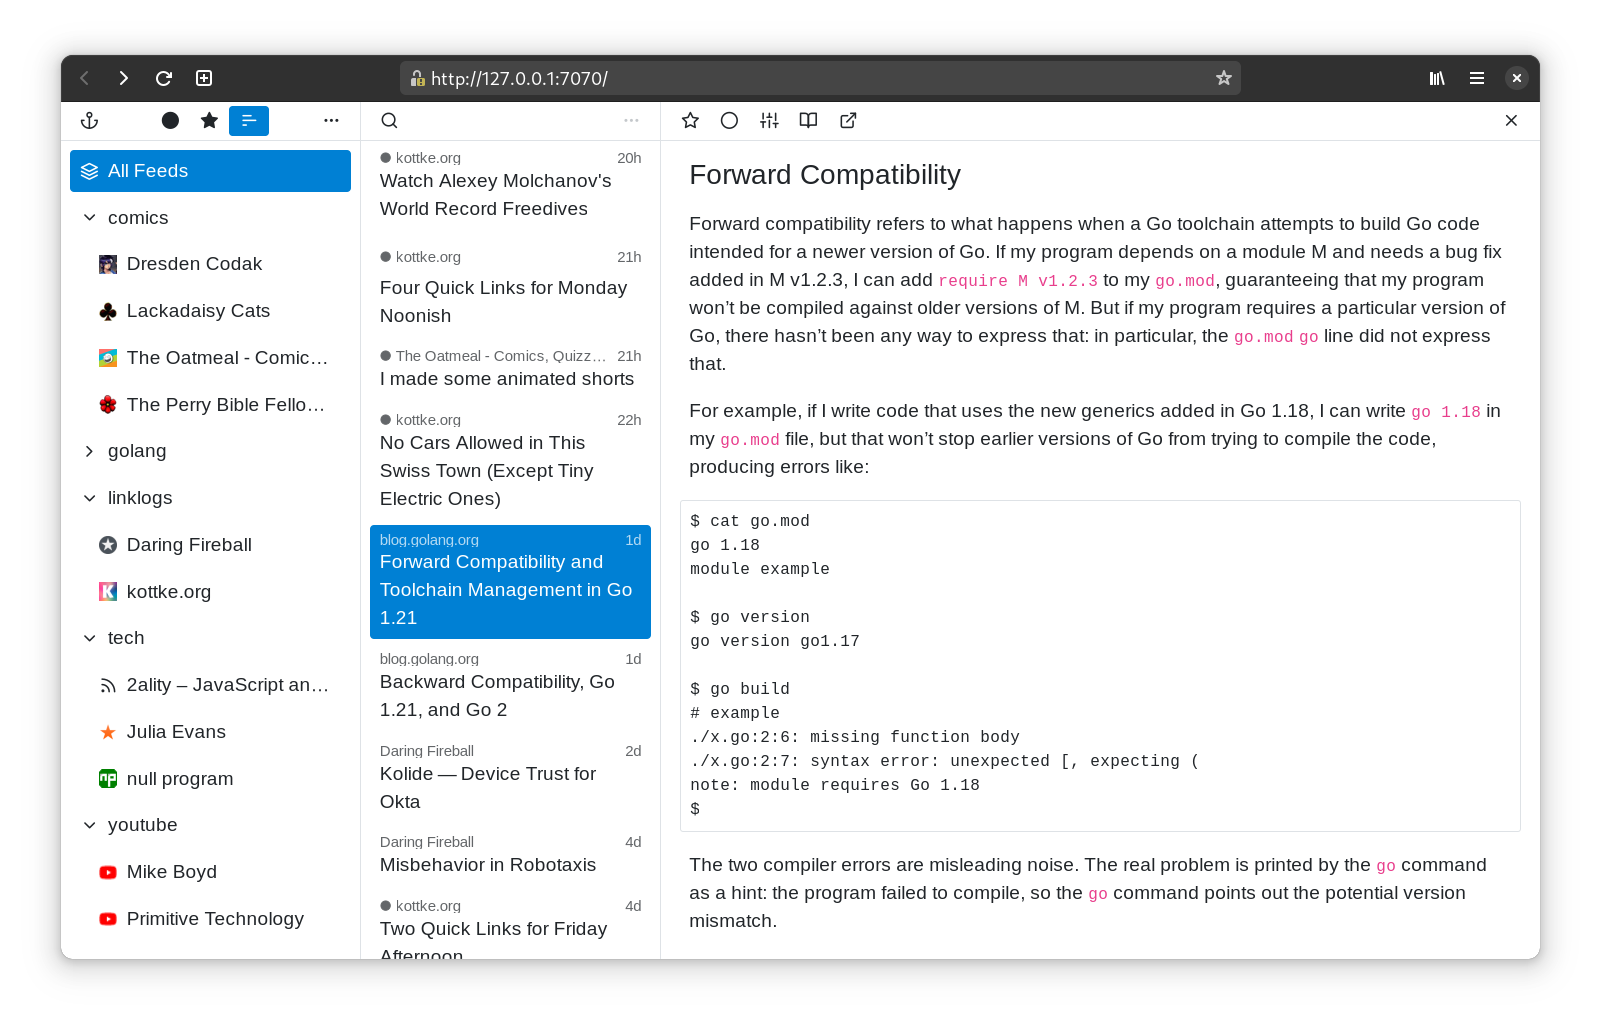 http://127.0.0.1:7070/
All Feeds
comics
Dresden Codak
Lackadaisy Cats
The Oatmeal - Comic…
The Perry Bible Fello…
golang
linklogs
Daring Fireball
kottke.org
tech
2ality – JavaScript an…
Julia Evans
null program
youtube
Mike Boyd
Primitive Technology
kottke.org 20h
Watch Alexey Molchanov's
World Record Freedives
kottke.org 21h
Four Quick Links for Monday
Noonish
The Oatmeal - Comics, Quizz… 21h
I made some animated shorts
kottke.org 22h
No Cars Allowed in This
Swiss Town (Except Tiny
Electric Ones)
blog.golang.org 1d
Forward Compatibility and
Toolchain Management in Go
1.21
blog.golang.org 1d
Backward Compatibility, Go
1.21, and Go 2
Daring Fireball 2d
Kolide — Device Trust for
Okta
Daring Fireball 4d
Misbehavior in Robotaxis
kottke.org 4d
Two Quick Links for Friday
Afternoon
Forward Compatibility
Forward compatibility refers to what happens when a Go toolchain attempts to build Go code
intended for a newer version of Go. If my program depends on a module M and needs a bug fix
added in M v1.2.3, I can add require M v1.2.3 to my go.mod, guaranteeing that my program
won’t be compiled against older versions of M. But if my program requires a particular version of
Go, there hasn’t been any way to express that: in particular, the go.mod go line did not express
that.
For example, if I write code that uses the new generics added in Go 1.18, I can write go 1.18 in
my go.mod file, but that won’t stop earlier versions of Go from trying to compile the code,
producing errors like:
$ cat go.mod
go 1.18
module example
$ go version
go version go1.17
$ go build
# example
./x.go:2:6: missing function body
./x.go:2:7: syntax error: unexpected [, expecting (
note: module requires Go 1.18
$
The two compiler errors are misleading noise. The real problem is printed by the go command
as a hint: the program failed to compile, so the go command points out the potential version
mismatch.